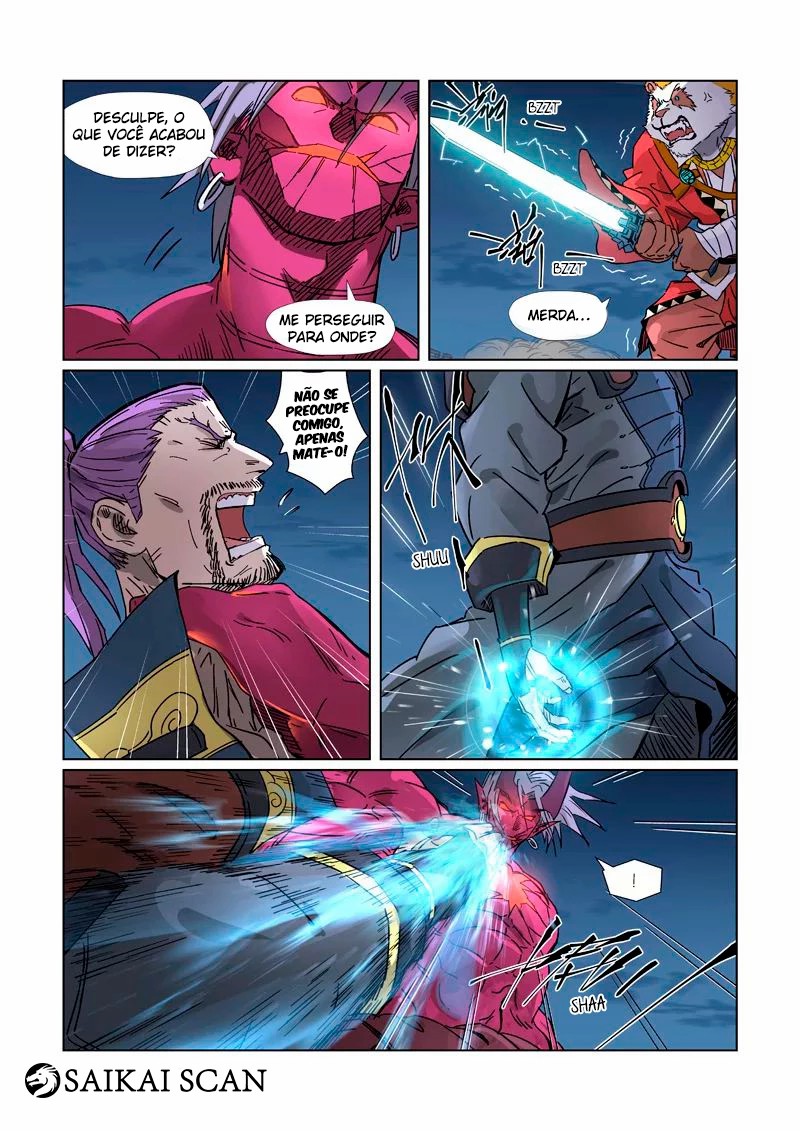 DESCULPE, O
QUE VOCÊ ACABOU
DE DIZER?
ME PERSEGUIR
PARA ONDE?
BZZT
BZZT
MERDA...
NÃO SE
PREOCUPE
COMIGO,
APENAS
MATE-O!
SHUU
!
SHAA
SAIKAI SCAN